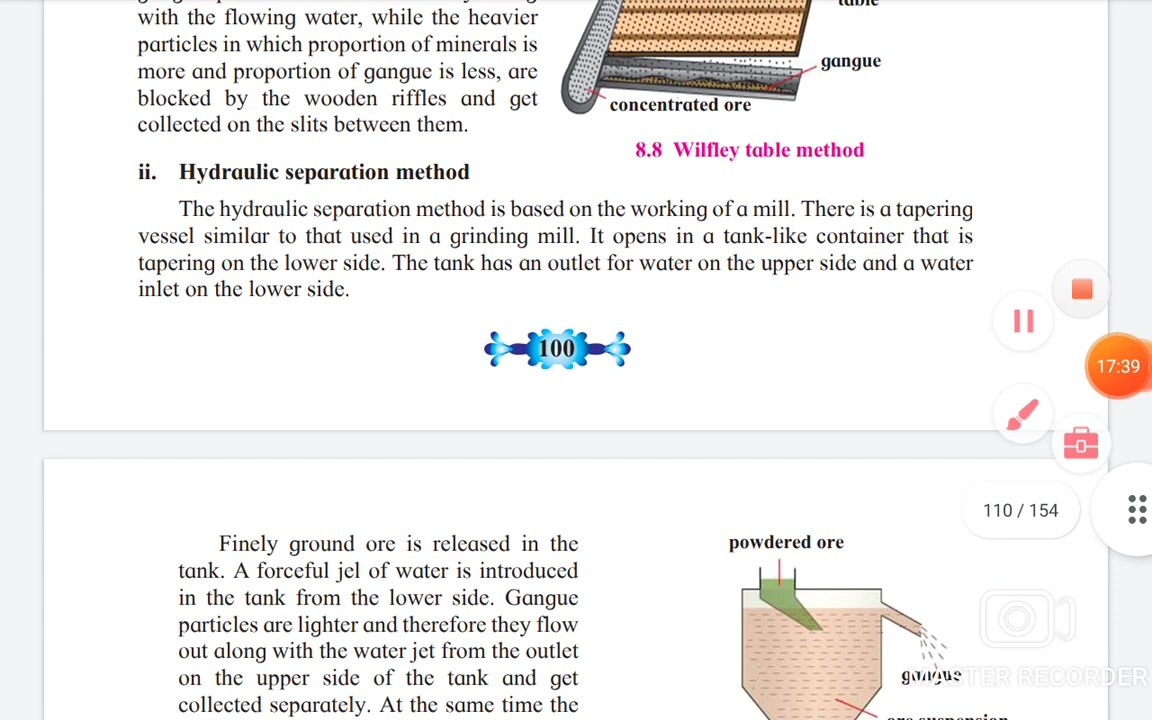 with the flowing water, while the heavier
particles in which proportion of minerals is
more and proportion of gangue is less, are
blocked by the wooden riffles and get
collected on the slits between them.
gangue
concentrated ore
8.8 Wilfley table method
ii. Hydraulic separation method
The hydraulic separation method is based on the working of a mill. There is a tapering
vessel similar to that used in a grinding mill. It opens in a tank-like container that is
tapering on the lower side. The tank has an outlet for water on the upper side and a water
inlet on the lower side.
100
17:39
110 / 154
Finely ground ore is released in the
tank. A forceful jel of water is introduced
in the tank from the lower side. Gangue
particles are lighter and therefore they flow
out along with the water jet from the outlet
on the upper side of the tank and get
collected separately. At the same time the
powdered ore
gangue
MASTER RECORDER